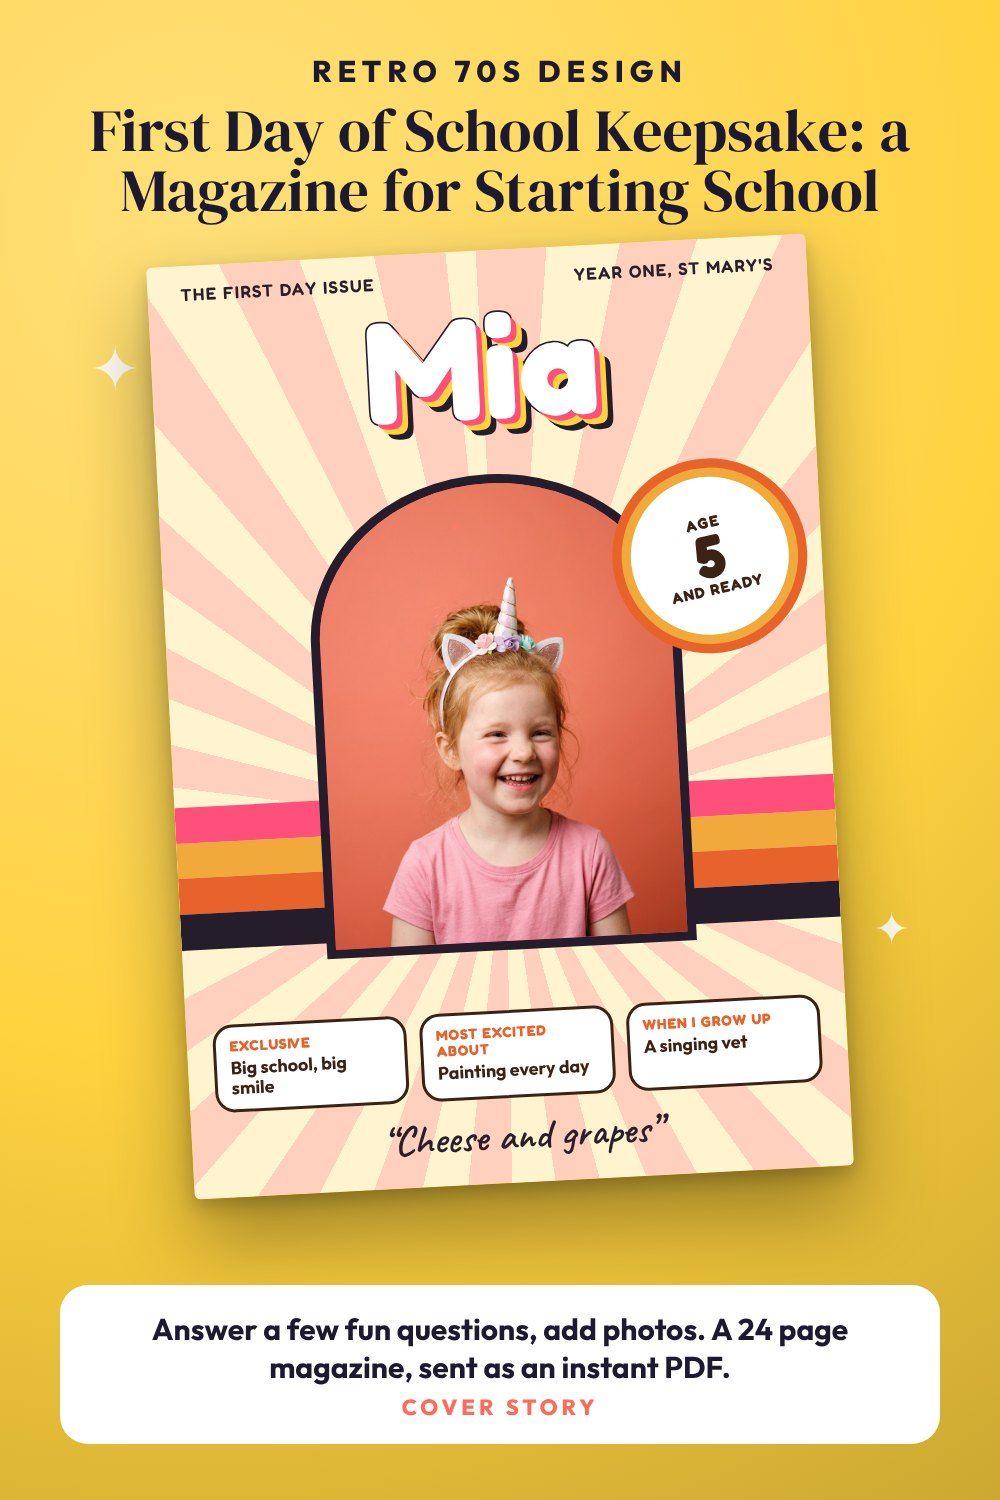 RETRO 70S DESIGN
First Day of School Keepsake: a
Magazine for Starting School
THE FIRST DAY ISSUE
YEAR ONE, ST MARY'S
Mia
AGE
5
AND READY
EXCLUSIVE
Big school, big
smile
MOST EXCITED
ABOUT
Painting every day
WHEN I GROW UP
A singing vet
“Cheese and grapes”
Answer a few fun questions, add photos. A 24 page
magazine, sent as an instant PDF.
COVER STORY